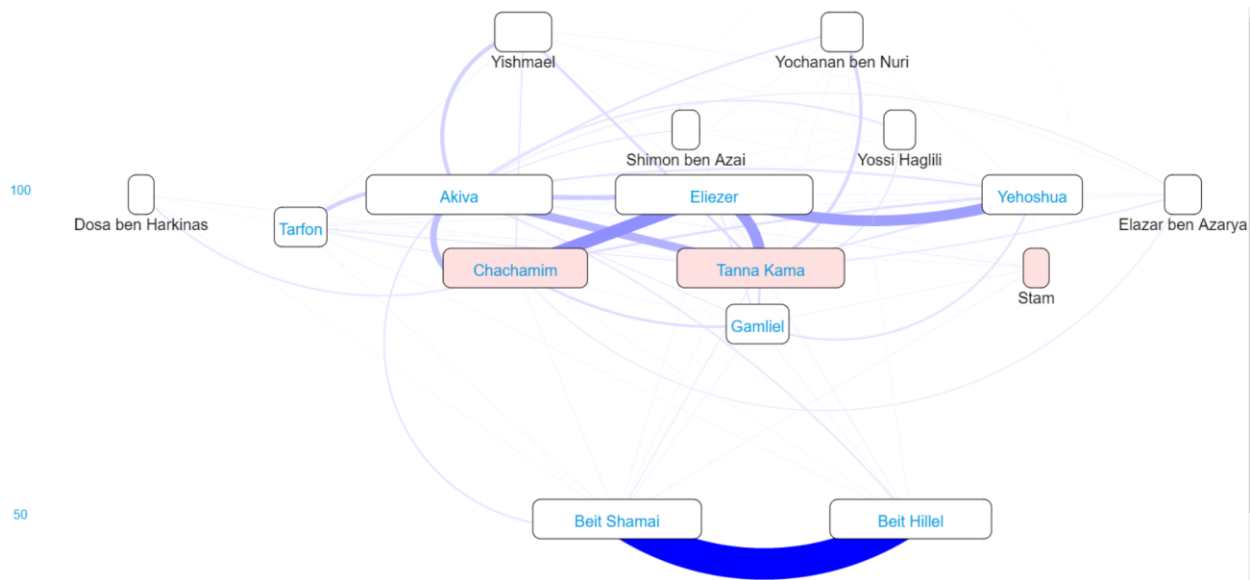 Yishmael
Yochanan ben Nuri
Shimon ben Azai
Yossi Haglili
100
Dosa ben Harkinas
Tarfon
Akiva
Eliezer
Yehoshua
Elazar ben Azarya
Chachamim
Tanna Kama
Stam
Gamliel
50
Beit Shamai
Beit Hillel